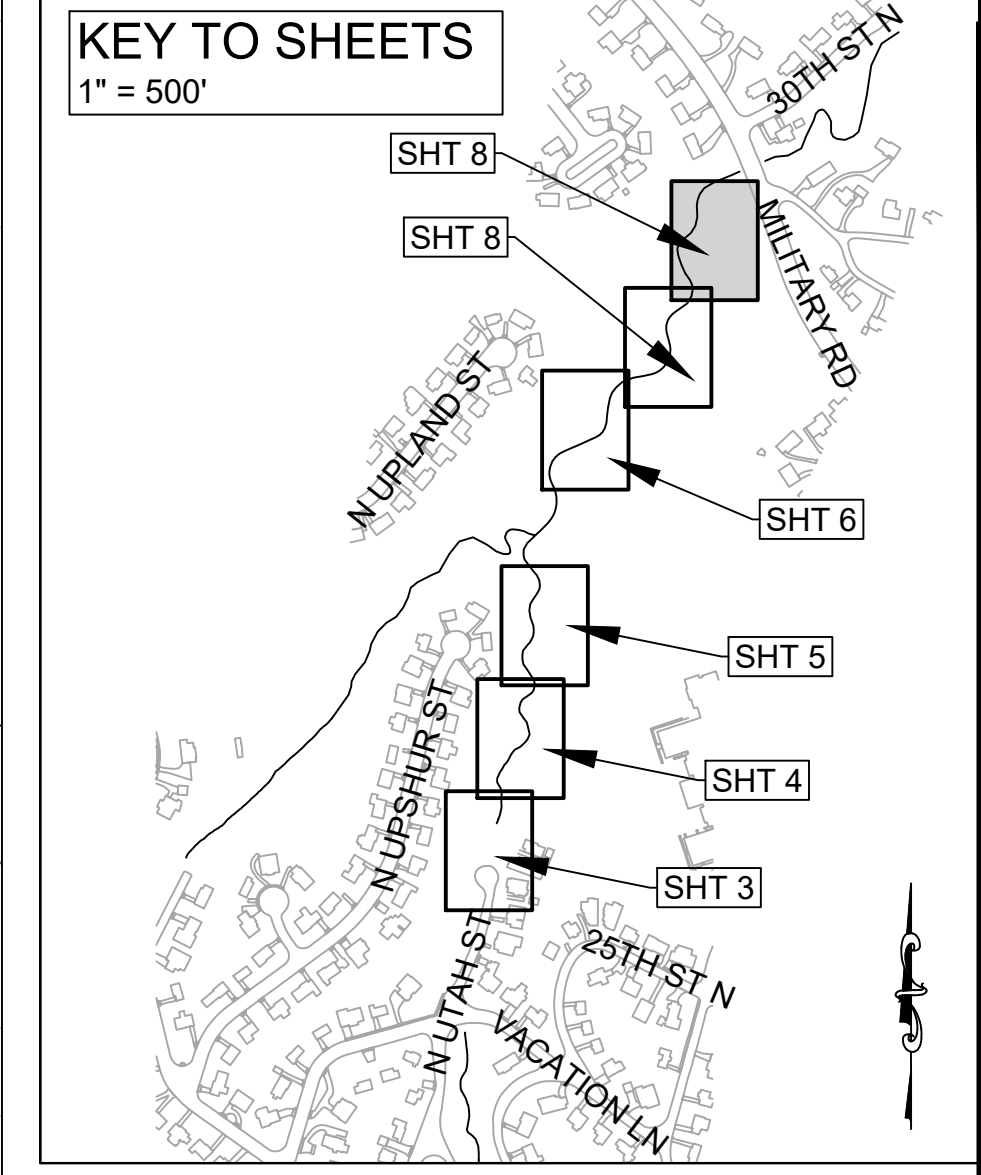 KEY TO SHEETS
1" = 500'
30TH ST N
SHT 8
SHT 8
MILITARY RD
N UPLAND ST
SHT 6
SHT 5
N UPSHUR ST
SHT 4
SHT 3
25TH ST N
N UTAH ST
VACATION LN